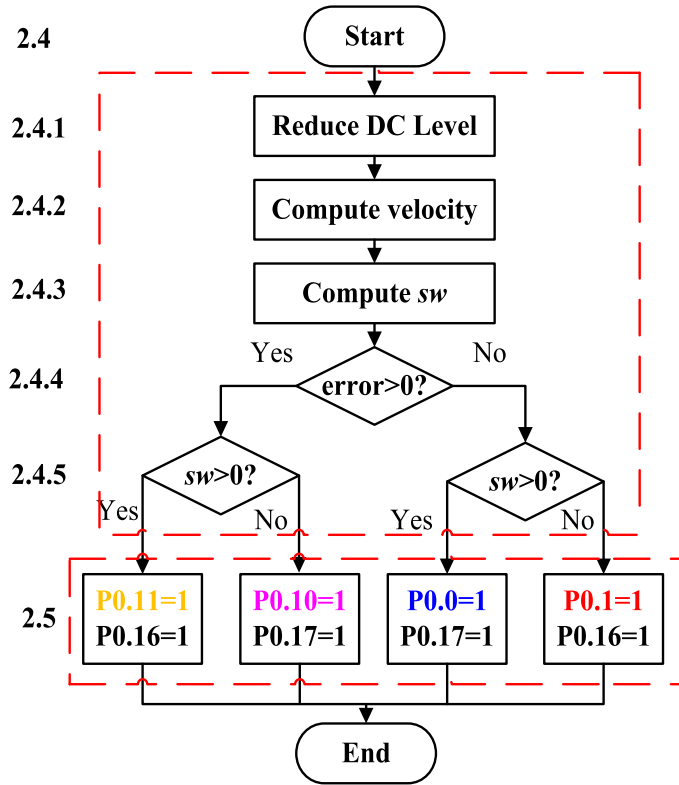 2.4
Start
2.4.1
Reduce DC Level
2.4.2
Compute velocity
2.4.3
Compute sw
Yes
No
2.4.4
error>0?
2.4.5
sw>0?
sw>0?
Yes
No
Yes
No
2.5
P0.11=1
P0.16=1
P0.10=1
P0.17=1
P0.0=1
P0.17=1
P0.1=1
P0.16=1
End